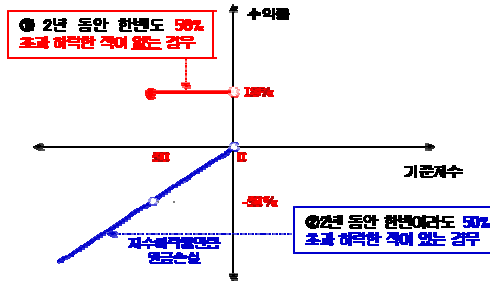 ① 2년 동안 한번도 50%
초과 하락한 적이 없는 경우
수익률
기준지수
-50%
지수하락률만큼
원금손실
②2년 동안 한번이라도 50%
초과 하락한 적이 있는 경우